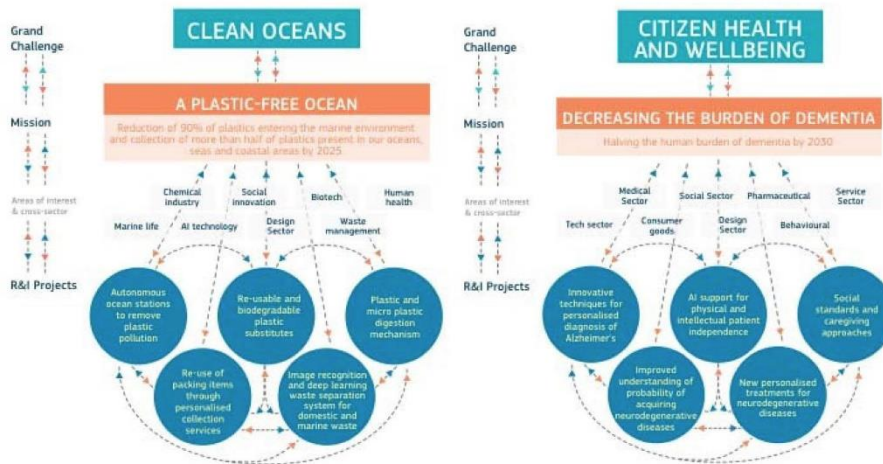 Grand
Challenge
CLEAN OCEANS
Mission
A PLASTIC-FREE OCEAN
Reduction of 90% of plastics entering the marine environment
and collection of more than half of plastics present in our oceans,
seas and coastal areas by 2025
Areas of interest
& cross-sector
Chemical
industry
Social
innovation
Biotech
Human
health
Marine life
AI technology
Design
Sector
Waste
management
R&I Projects
Autonomous
ocean stations
to remove
plastic
pollution
Re-usable and
biodegradable
plastic
substitutes
Plastic and
micro plastic
digestion
mechanism
Re-use of
packing items
through
personalised
collection
services
Image recognition
and deep learning
waste separation
system for
domestic and
marine waste
Grand
Challenge
CITIZEN HEALTH
AND WELLBEING
Mission
DECREASING THE BURDEN OF DEMENTIA
Halving the human burden of dementia by 2030
Areas of interest
& cross-sector
Medical
Sector
Social Sector
Pharmaceutical
Service
Sector
Tech sector
Consumer
goods
Design
Sector
Behavioural
R&I Projects
Innovative
techniques for
personalised
diagnosis of
Alzheimer's
AI support for
physical and
intellectual patient
independence
Social
standards and
caregiving
approaches
Improved
understanding of
probability of
acquiring
neurodegenerative
diseases
New personalised
treatments for
neurodegenerative
diseases